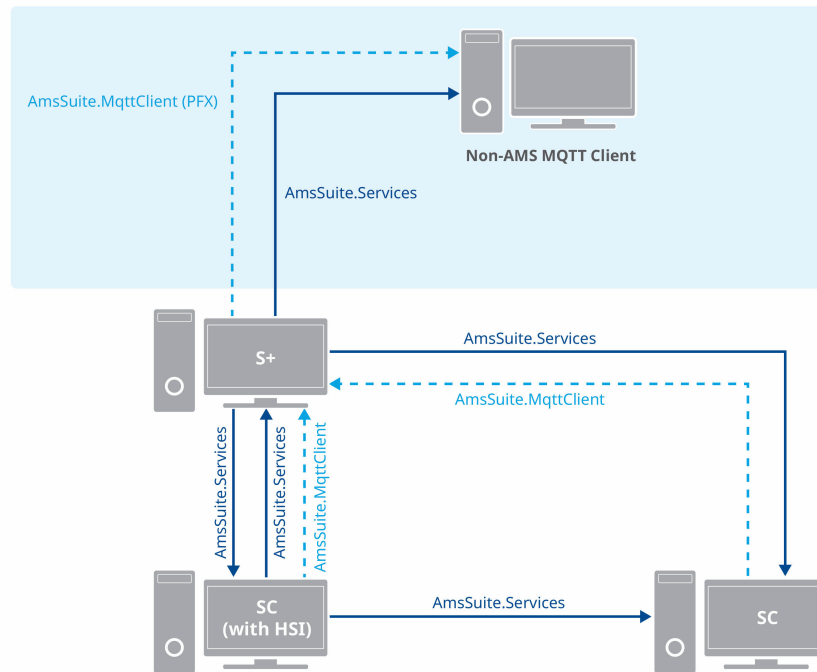 AmsSuite.MqttClient (PFX)
Non-AMS MQTT Client
AmsSuite.Services
S+
AmsSuite.Services
AmsSuite.MqttClient
AmsSuite.Services
AmsSuite.Services
AmsSuite.MqttClient
SC
(with HSI)
AmsSuite.Services
SC